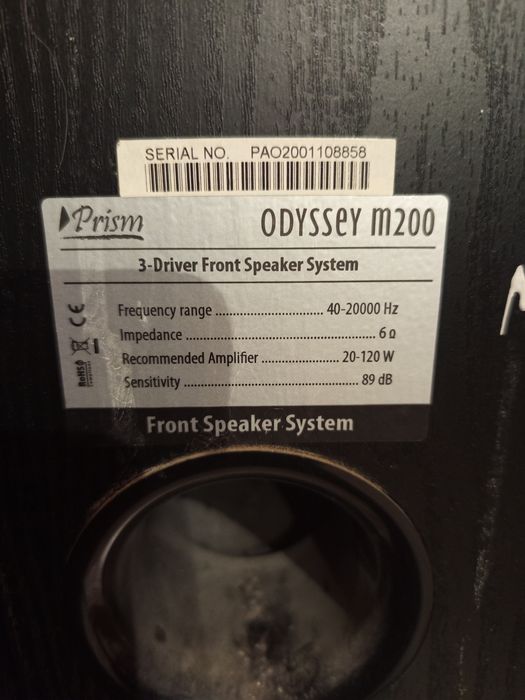 SERIAL NO. PAO2001108858
Prism ODYSSEY m200
3-Driver Front Speaker System
Frequency range .............................. 40-20000 Hz
Impedance ..................................................... 6 Ω
Recommended Amplifier ..................... 20-120 W
Sensitivity ................................................ 89 dB
CE
RoHS
Front Speaker System